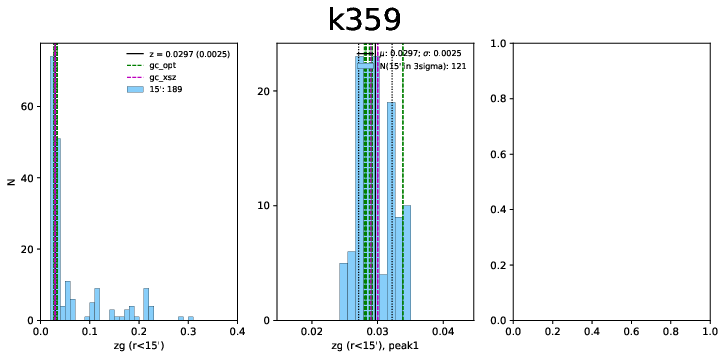 k359
z = 0.0297 (0.0025)
gc_opt
gc_xsz
15': 189
N
60
40
20
0
0.0 0.1 0.2 0.3 0.4
zg (r<15')
μ: 0.0297; σ: 0.0025
N(15' in 3sigma): 121
20
10
0
0.02 0.03 0.04
zg (r<15'), peak1
1.0
0.8
0.6
0.4
0.2
0.0
0.0 0.2 0.4 0.6 0.8 1.0